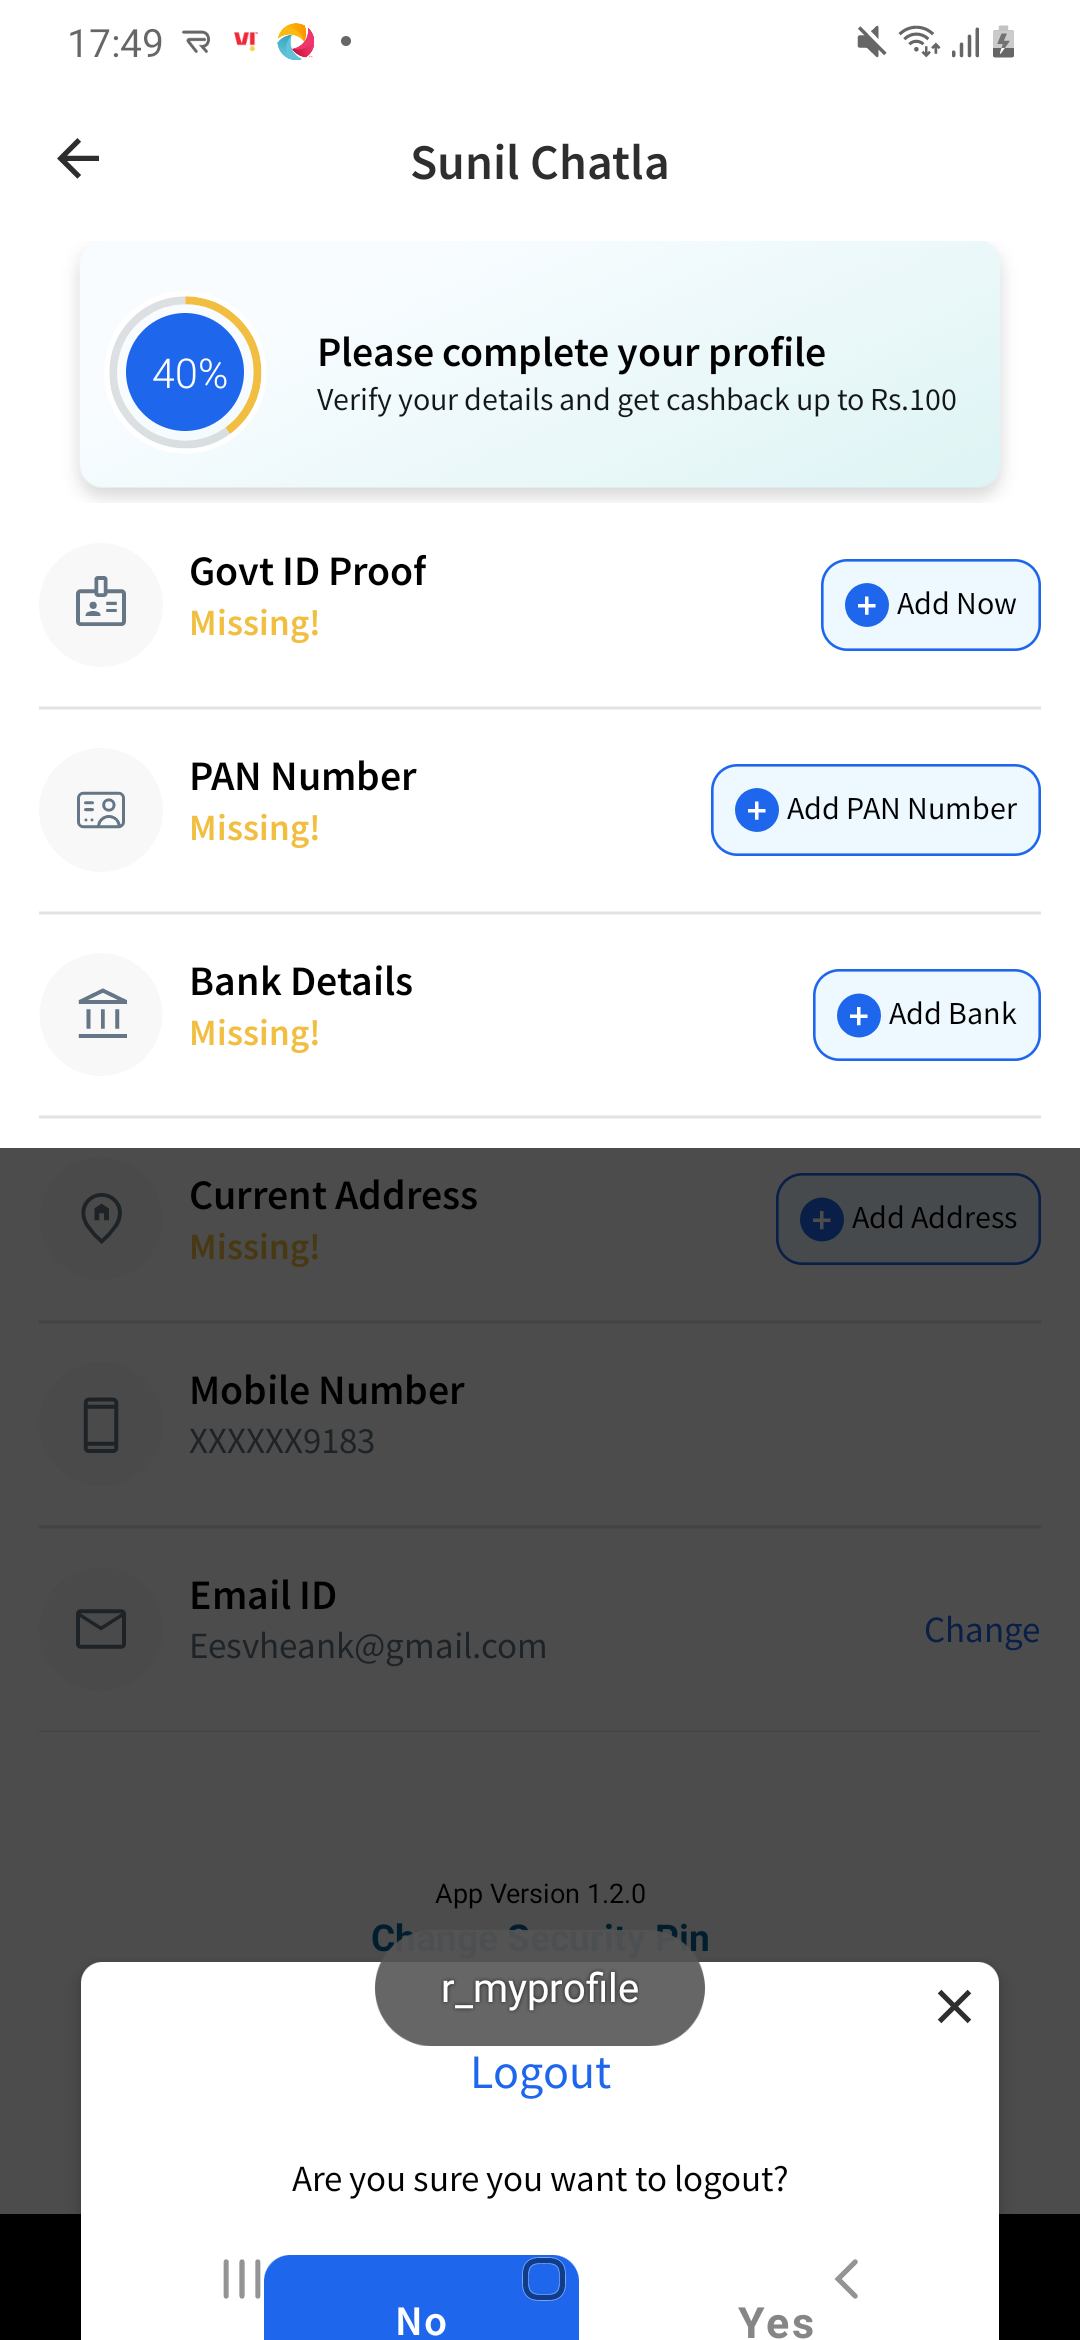 17:49
VI!
Sunil Chatla
40%
Please complete your profile
Verify your details and get cashback up to Rs.100
Govt ID Proof
Missing!
Add Now
PAN Number
Missing!
Add PAN Number
Bank Details
Missing!
Add Bank
Current Address
Missing!
Add Address
Mobile Number
XXXXXX9183
Email ID
Eesvheank@gmail.com
Change
App Version 1.2.0
Change Security Pin
r_myprofile
Logout
Are you sure you want to logout?
No
Yes